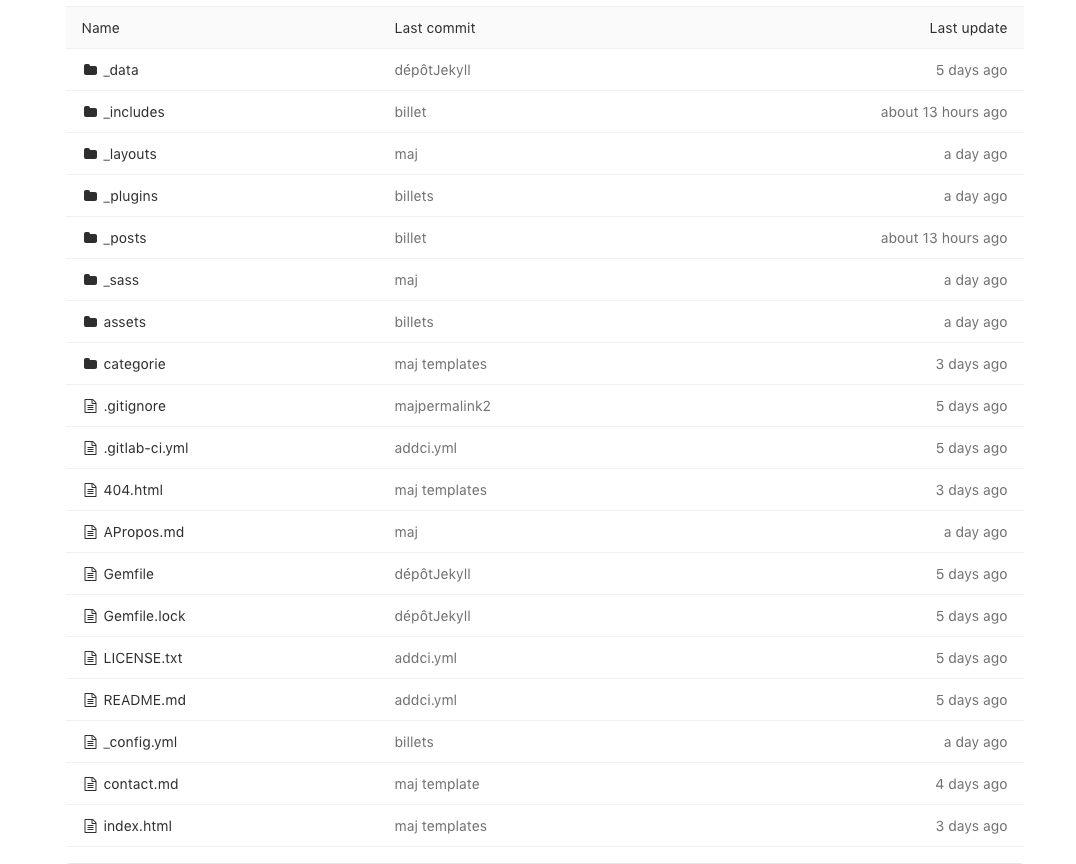 Name Last commit Last update
_data dépôtJekyll 5 days ago
_includes billet about 13 hours ago
_layouts maj a day ago
_plugins billets a day ago
_posts billet about 13 hours ago
_sass maj a day ago
assets billets a day ago
categorie maj templates 3 days ago
.gitignore majpermalink2 5 days ago
.gitlab-ci.yml addci.yml 5 days ago
404.html maj templates 3 days ago
APropos.md maj a day ago
Gemfile dépôtJekyll 5 days ago
Gemfile.lock dépôtJekyll 5 days ago
LICENSE.txt addci.yml 5 days ago
README.md addci.yml 5 days ago
_config.yml billets a day ago
contact.md maj template 4 days ago
index.html maj templates 3 days ago